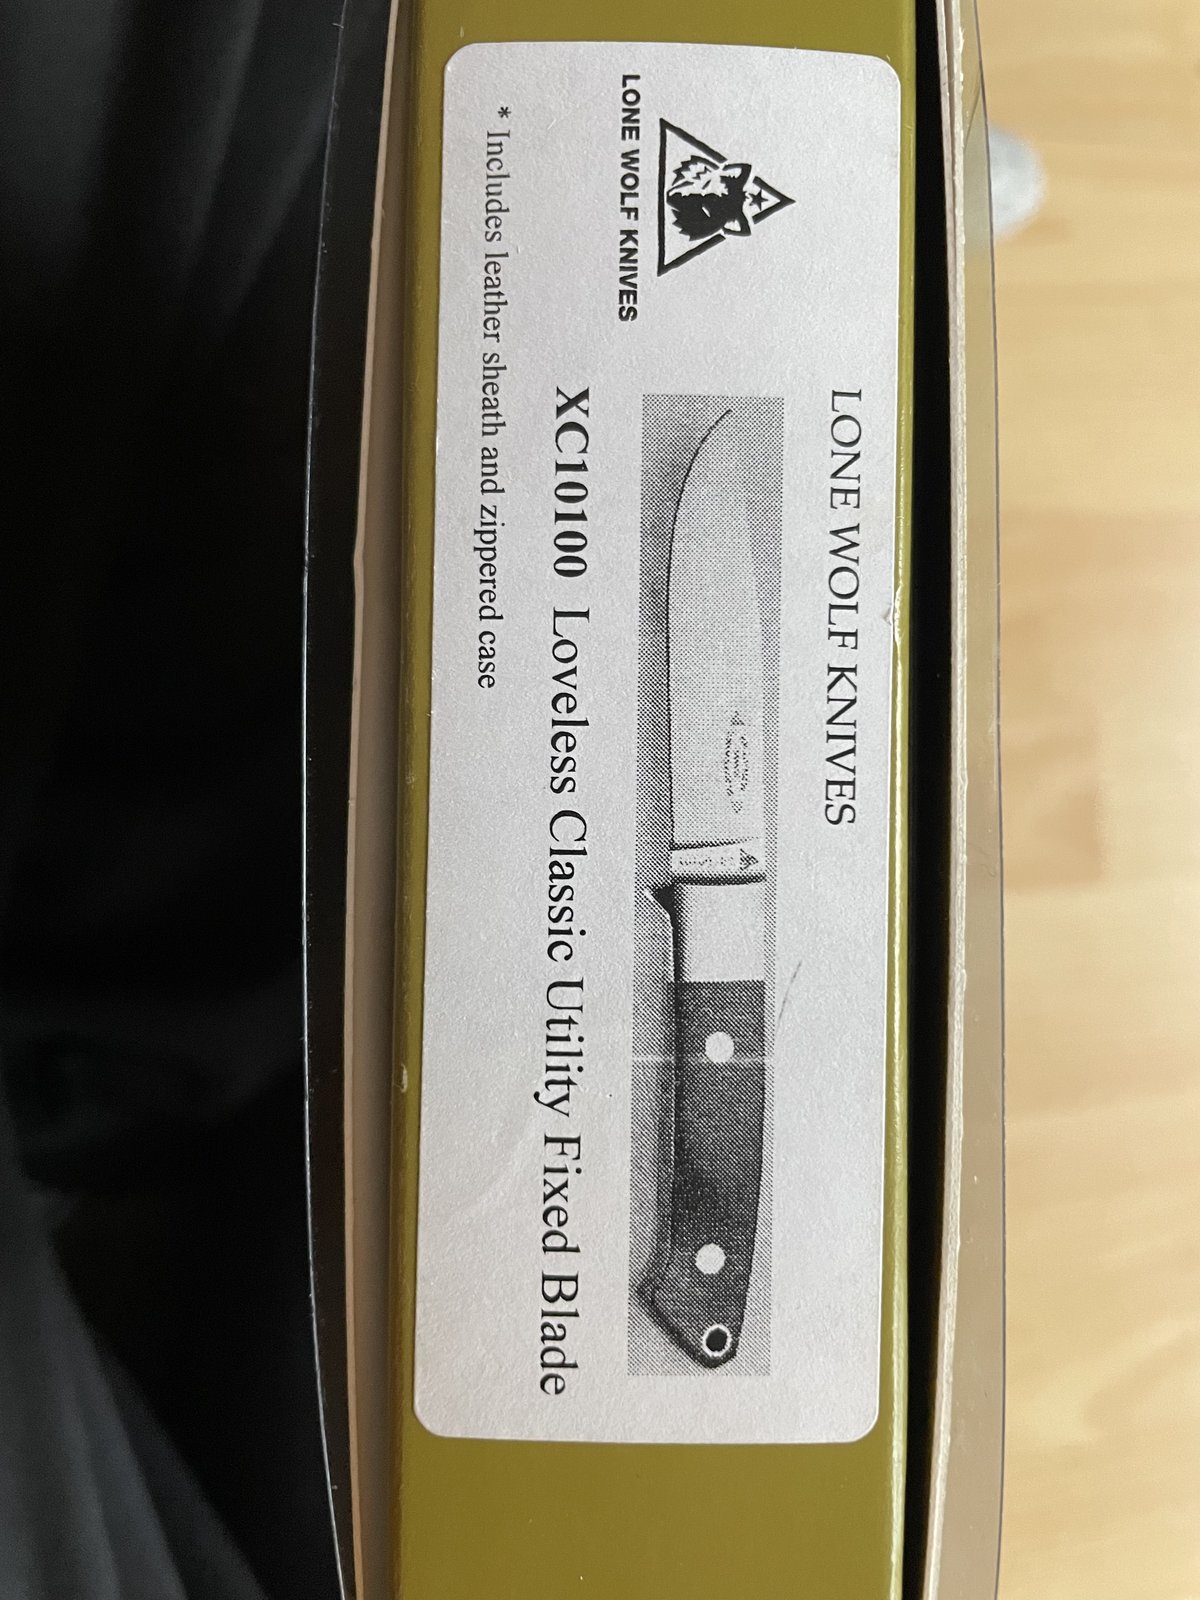 LONE WOLF KNIVES
LONE WOLF KNIVES
XC10100 Loveless Classic Utility Fixed Blade
* Includes leather sheath and zippered case